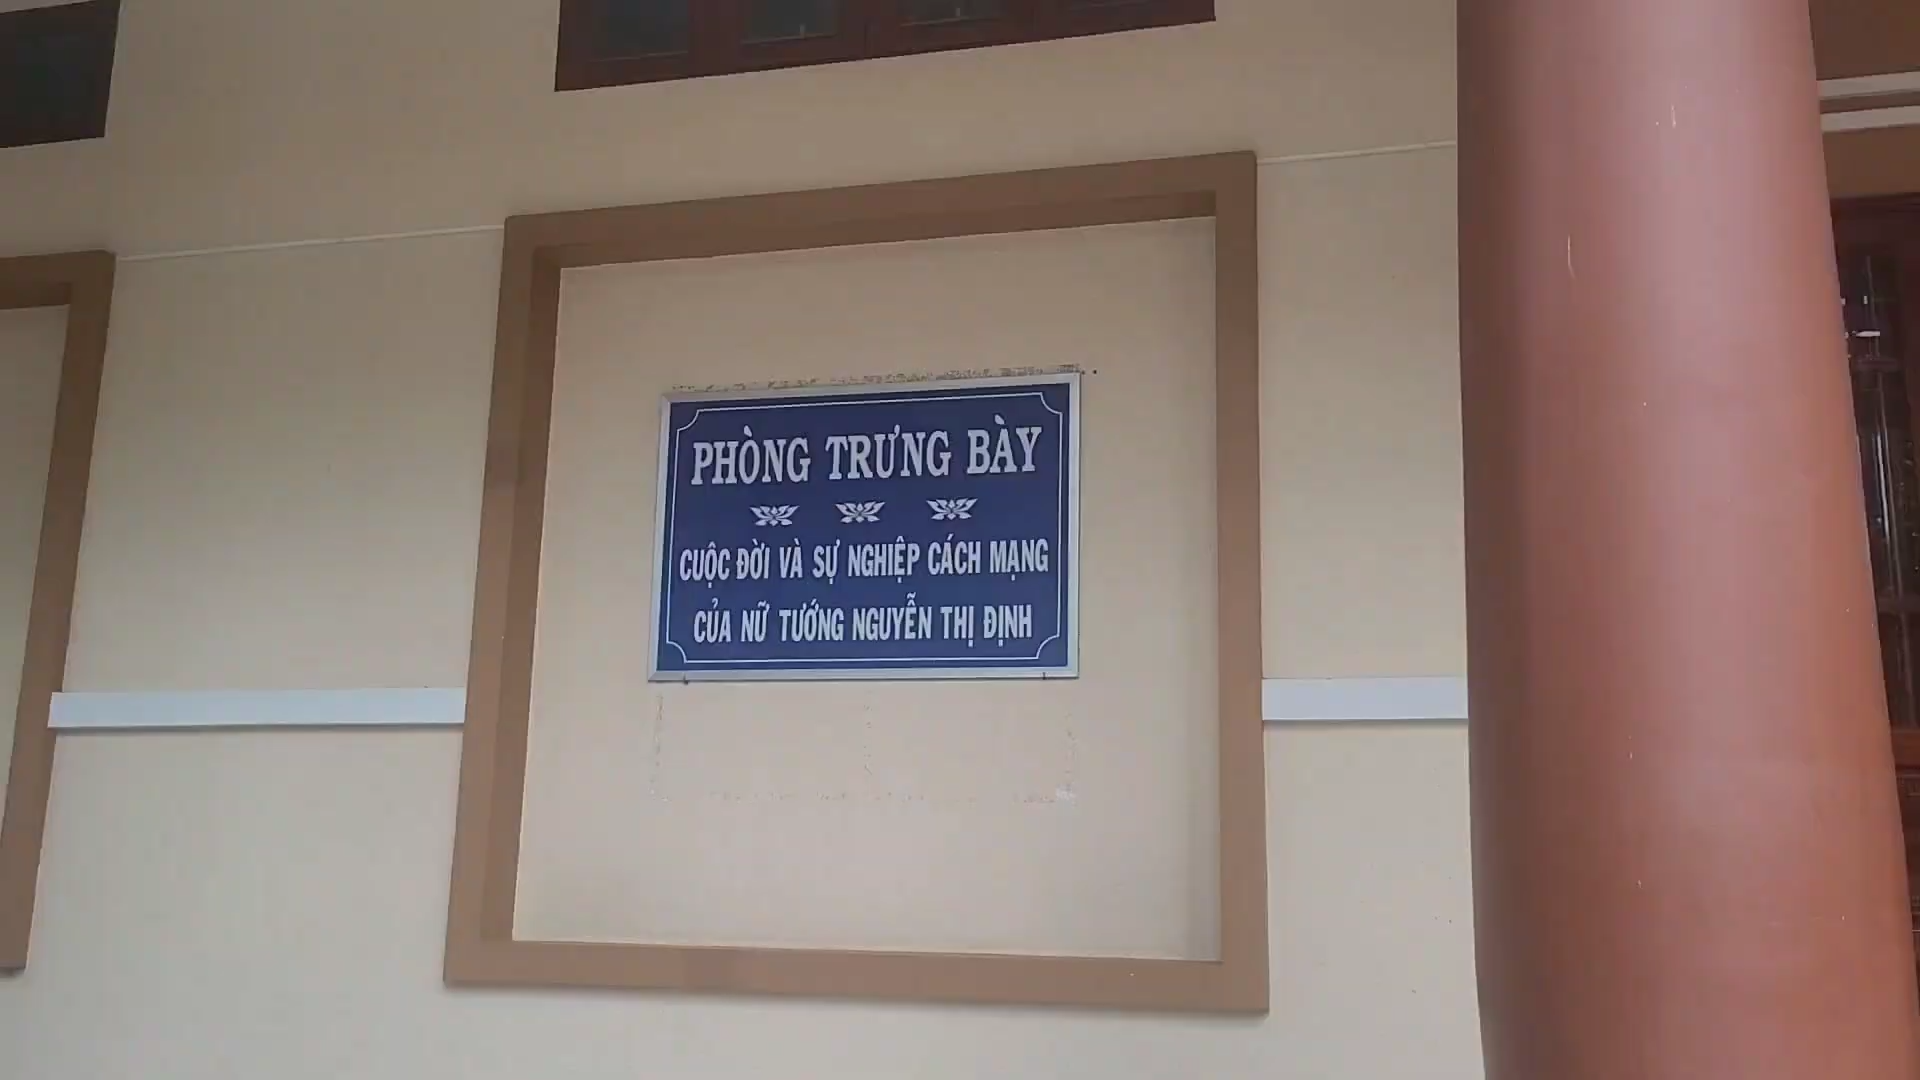 PHÒNG TRƯNG BÀY
CUỘC ĐỜI VÀ SỰ NGHIỆP CÁCH MẠNG
CỦA NỮ TƯỚNG NGUYỄN THỊ ĐỊNH